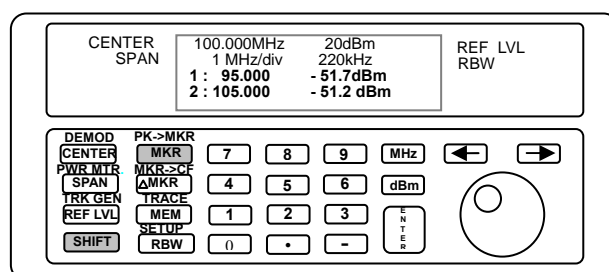 CENTER 100.000MHz 20dBm REF LVL
SPAN 1 MHz/div 220kHz RBW
1 : 95.000 - 51.7dBm
2 : 105.000 - 51.2 dBm
DEMOD PK->MKR
CENTER MKR 7 8 9 MHz
PWR MTR. MKR->CF
SPAN △MKR 4 5 6 dBm
TRK GEN TRACE
REF LVL MEM 1 2 3 ENTER
SETUP
SHIFT RBW () • -